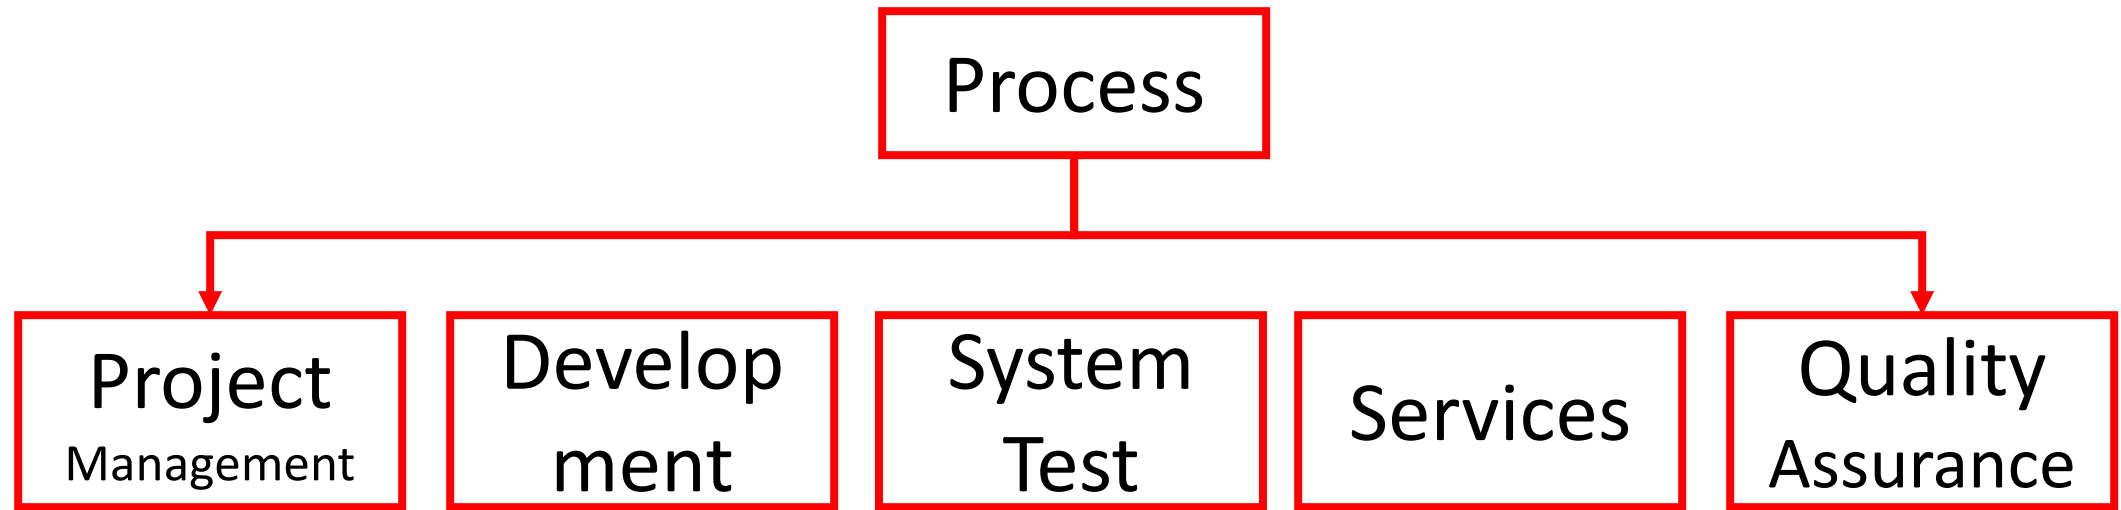 Process
Project
Management
Develop
ment
System
Test
Services
Quality
Assurance